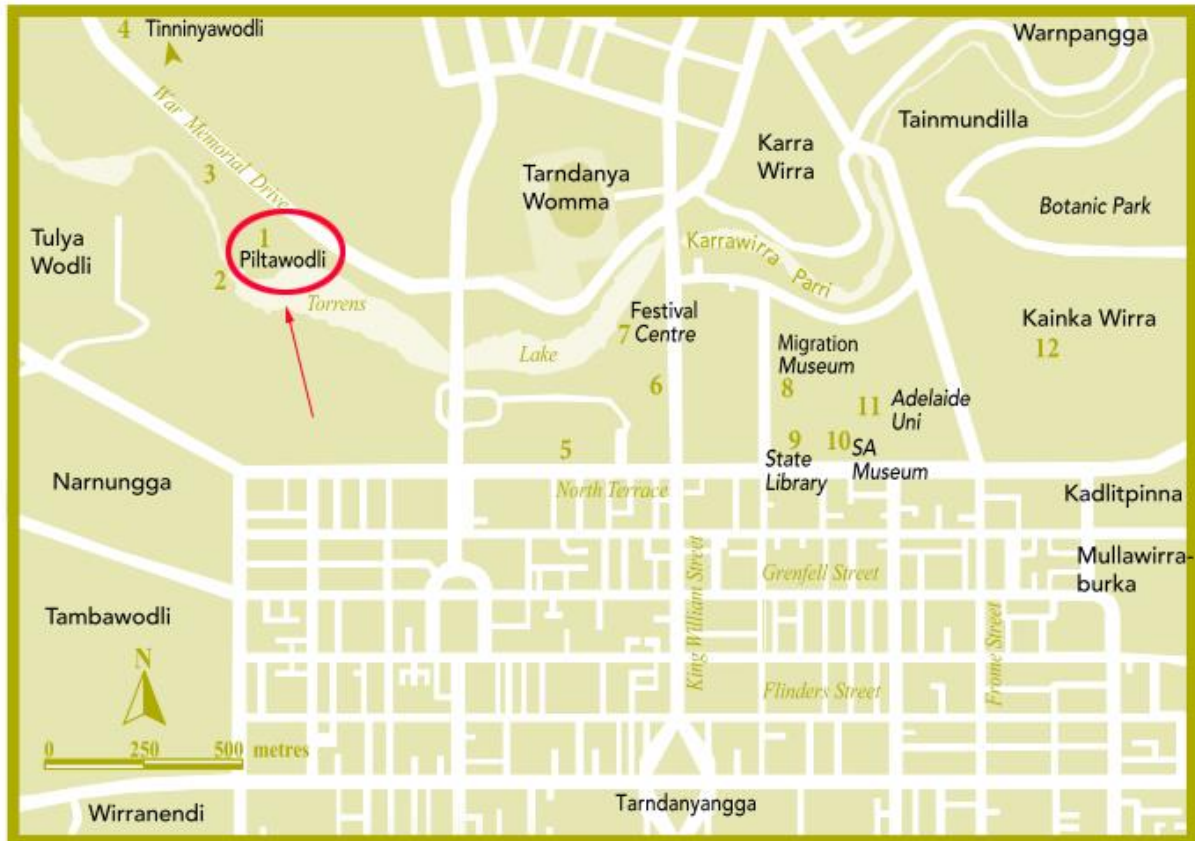 4
Tinninyawodli
Warnpangga
War Memorial Drive
3
Tainmundilla
Karra
Wirra
Tarndanya
Womma
Botanic Park
Tulya
Wodli
1
Piltawodli
2
Torrens
Karrawirra Parri
Lake
Festival
7 Centre
Kainka Wirra
12
Migration
Museum
8
6
11
Adelaide
Uni
5
9
State
Library
10 SA
Museum
Narnungga
North Terrace
Kadlitpinna
Mullawirra-
burka
King William Street
Grenfell Street
Frome Street
Tambawodli
N
Flinders Street
0 250 500 metres
Wirranendi
Tarndanyangga